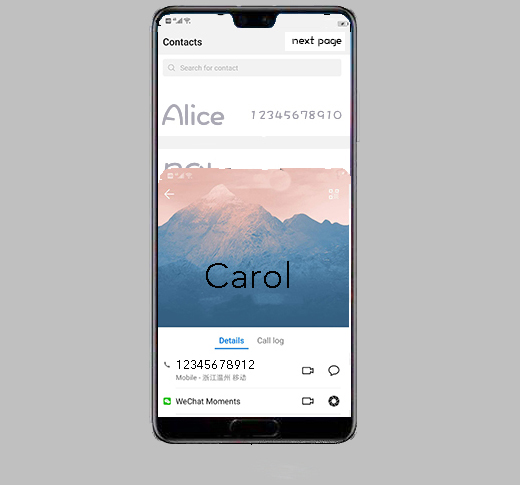 Contacts
next page
Search for contact
Alice
12345678910
Carol
Details
Call log
12345678912
Mobile - 浙江温州 移动
WeChat Moments